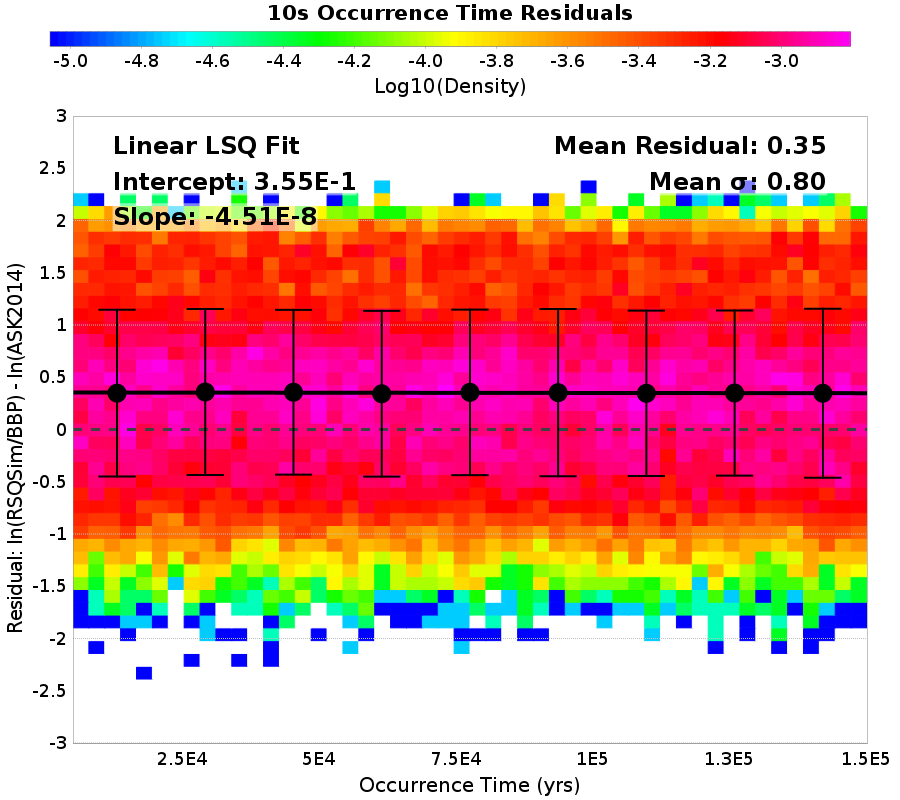 10s Occurrence Time Residuals
-5.0 -4.8 -4.6 -4.4 -4.2 -4.0 -3.8 -3.6 -3.4 -3.2 -3.0
Log10(Density)
Linear LSQ Fit
Intercept: 3.55E-1
Slope: -4.51E-8
Mean Residual: 0.35
Mean σ: 0.80
Residual: ln(RSQSim/BBP) - ln(ASK2014)
3
2.5
2
1.5
1
0.5
0
-0.5
-1
-1.5
-2
-2.5
-3
2.5E4 5E4 7.5E4 1E5 1.3E5 1.5E5
Occurrence Time (yrs)